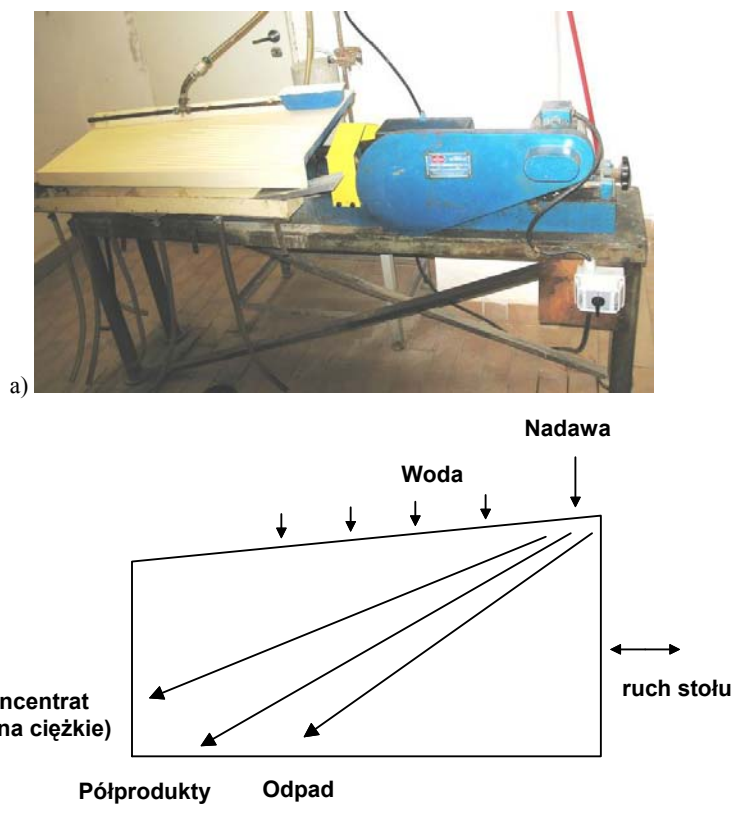 a)
Nadawa
Woda
ruch stołu
ncentrat
na ciężkie)
Półprodukty Odpad